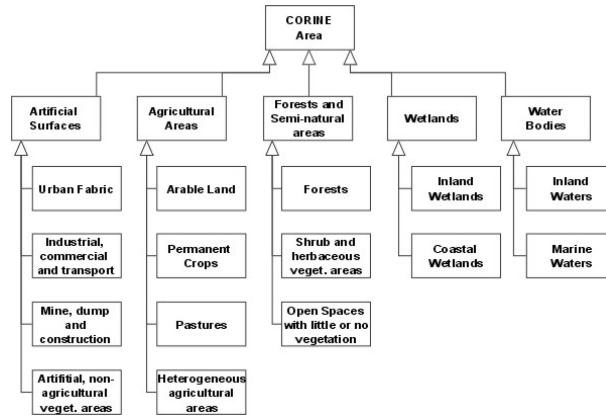 CORINE
Area
Artificial
Surfaces
Agricultural
Areas
Forests and
Semi-natural
areas
Wetlands
Water
Bodies
Urban Fabric
Arable Land
Forests
Inland
Wetlands
Inland
Waters
Industrial,
commercial
and transport
Permanent
Crops
Shrub and
herbaceous
veget. areas
Coastal
Wetlands
Marine
Waters
Mine, dump
and
construction
Pastures
Open Spaces
with little or no
vegetation
Artifitial, non-
agricultural
veget. areas
Heterogeneous
agricultural
areas